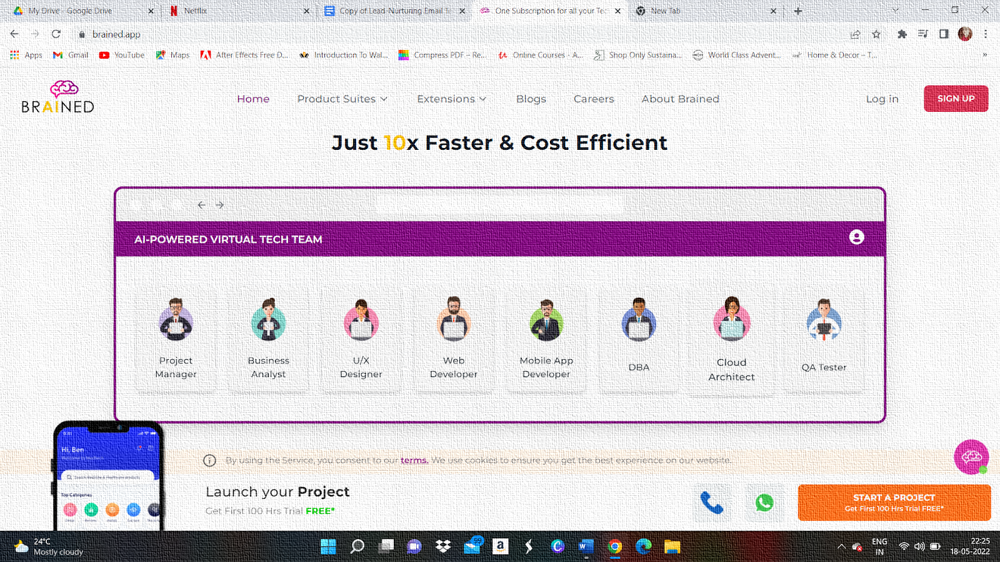 My Drive - Google Drive
Netflix
Copy of Lead-Nurturing Email Te
One Subscription for all your Tec
New Tab
brained.app
Apps
Gmail
YouTube
Maps
After Effects Free D...
Introduction To Wal...
Compress PDF – Re...
Online Courses - A...
Shop Only Sustaina...
World Class Advent...
Home & Decor – T...
»
BRAINED
Home
Product Suites
Extensions
Blogs
Careers
About Brained
Log in
SIGN UP
Just 10x Faster & Cost Efficient
AI-POWERED VIRTUAL TECH TEAM
Project
Manager
Business
Analyst
U/X
Designer
Web
Developer
Mobile App
Developer
DBA
Cloud
Architect
QA Tester
9:41
Hi, Ben
Search Medicine & Healthcare products
Top Categories
By using the Service, you consent to our terms. We use cookies to ensure you get the best experience on our website.
Launch your Project
Get First 100 Hrs Trial FREE*
START A PROJECT
Get First 100 Hrs Trial FREE*
24°C
Mostly cloudy
99
ENG
IN
22:25
18-05-2022